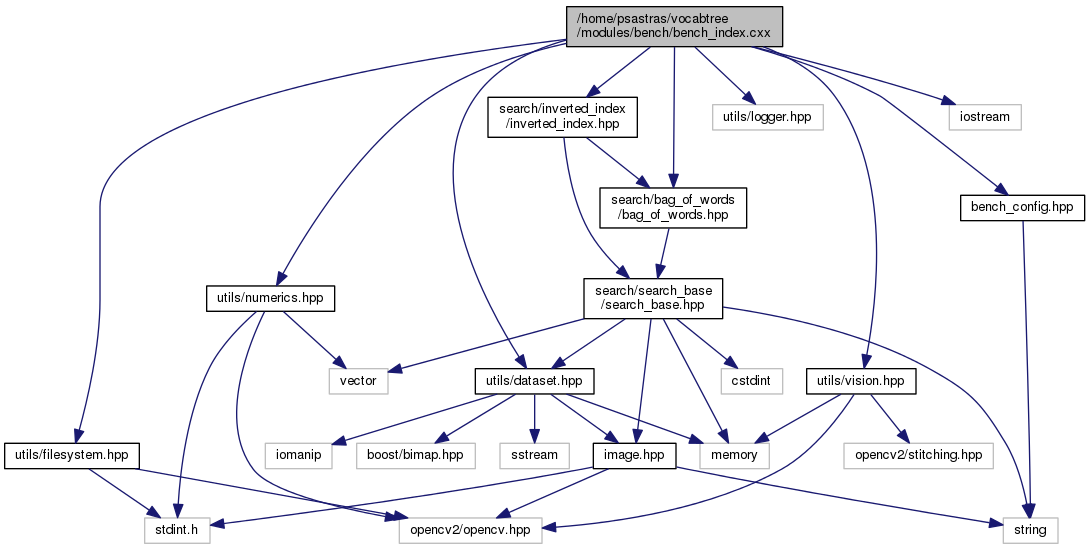 /home/psastras/vocabtree
/modules/bench/bench_index.cxx
search/inverted_index
/inverted_index.hpp
utils/logger.hpp
iostream
search/bag_of_words
/bag_of_words.hpp
bench_config.hpp
utils/numerics.hpp
search/search_base
/search_base.hpp
vector
utils/dataset.hpp
cstdint
utils/vision.hpp
utils/filesystem.hpp
iomanip
boost/bimap.hpp
sstream
image.hpp
memory
opencv2/stitching.hpp
stdint.h
opencv2/opencv.hpp
string